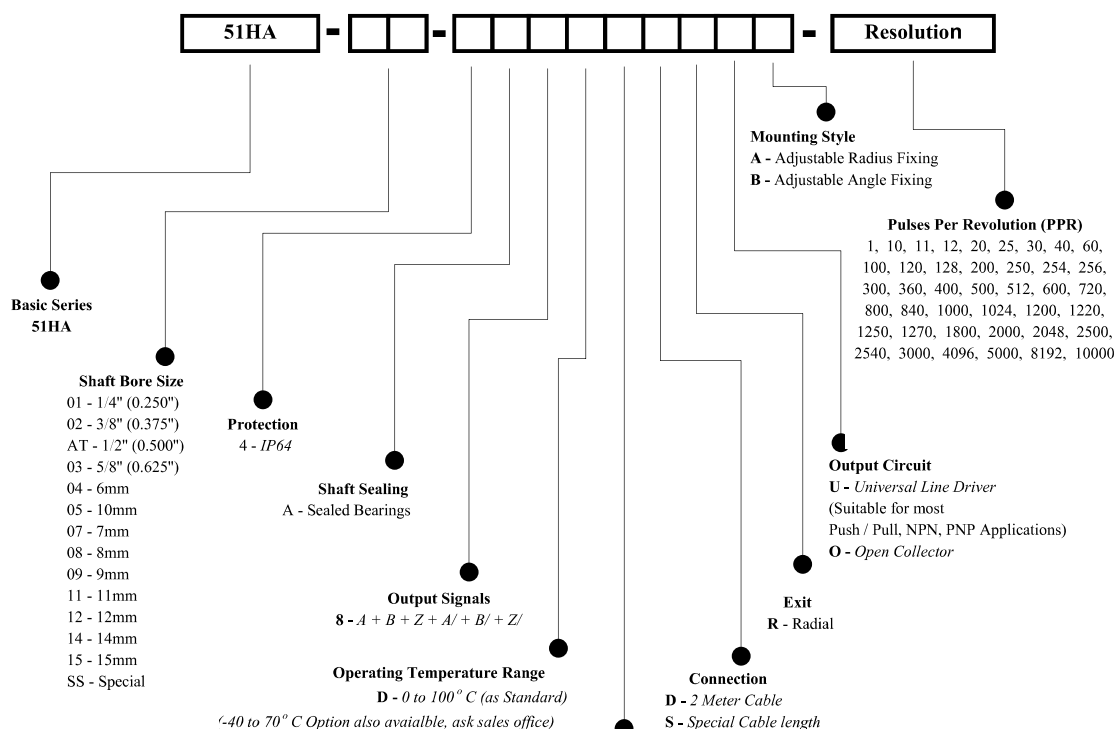 51HA - - - Resolution
Mounting Style
A - Adjustable Radius Fixing
B - Adjustable Angle Fixing
Pulses Per Revolution (PPR)
1, 10, 11, 12, 20, 25, 30, 40, 60,
100, 120, 128, 200, 250, 254, 256,
300, 360, 400, 500, 512, 600, 720,
800, 840, 1000, 1024, 1200, 1220,
1250, 1270, 1800, 2000, 2048, 2500,
2540, 3000, 4096, 5000, 8192, 10000
Basic Series
51HA
Shaft Bore Size
01 - 1/4" (0.250")
02 - 3/8" (0.375")
AT - 1/2" (0.500")
03 - 5/8" (0.625")
04 - 6mm
05 - 10mm
07 - 7mm
08 - 8mm
09 - 9mm
11 - 11mm
12 - 12mm
14 - 14mm
15 - 15mm
SS - Special
Protection
4 - IP64
Shaft Sealing
A - Sealed Bearings
Output Signals
8 - A + B + Z + A/ + B/ + Z/
Operating Temperature Range
D - 0 to 100° C (as Standard)
(-40 to 70° C Option also avaialble, ask sales office)
Output Circuit
U - Universal Line Driver
(Suitable for most
Push / Pull, NPN, PNP Applications)
O - Open Collector
Exit
R - Radial
Connection
D - 2 Meter Cable
S - Special Cable length